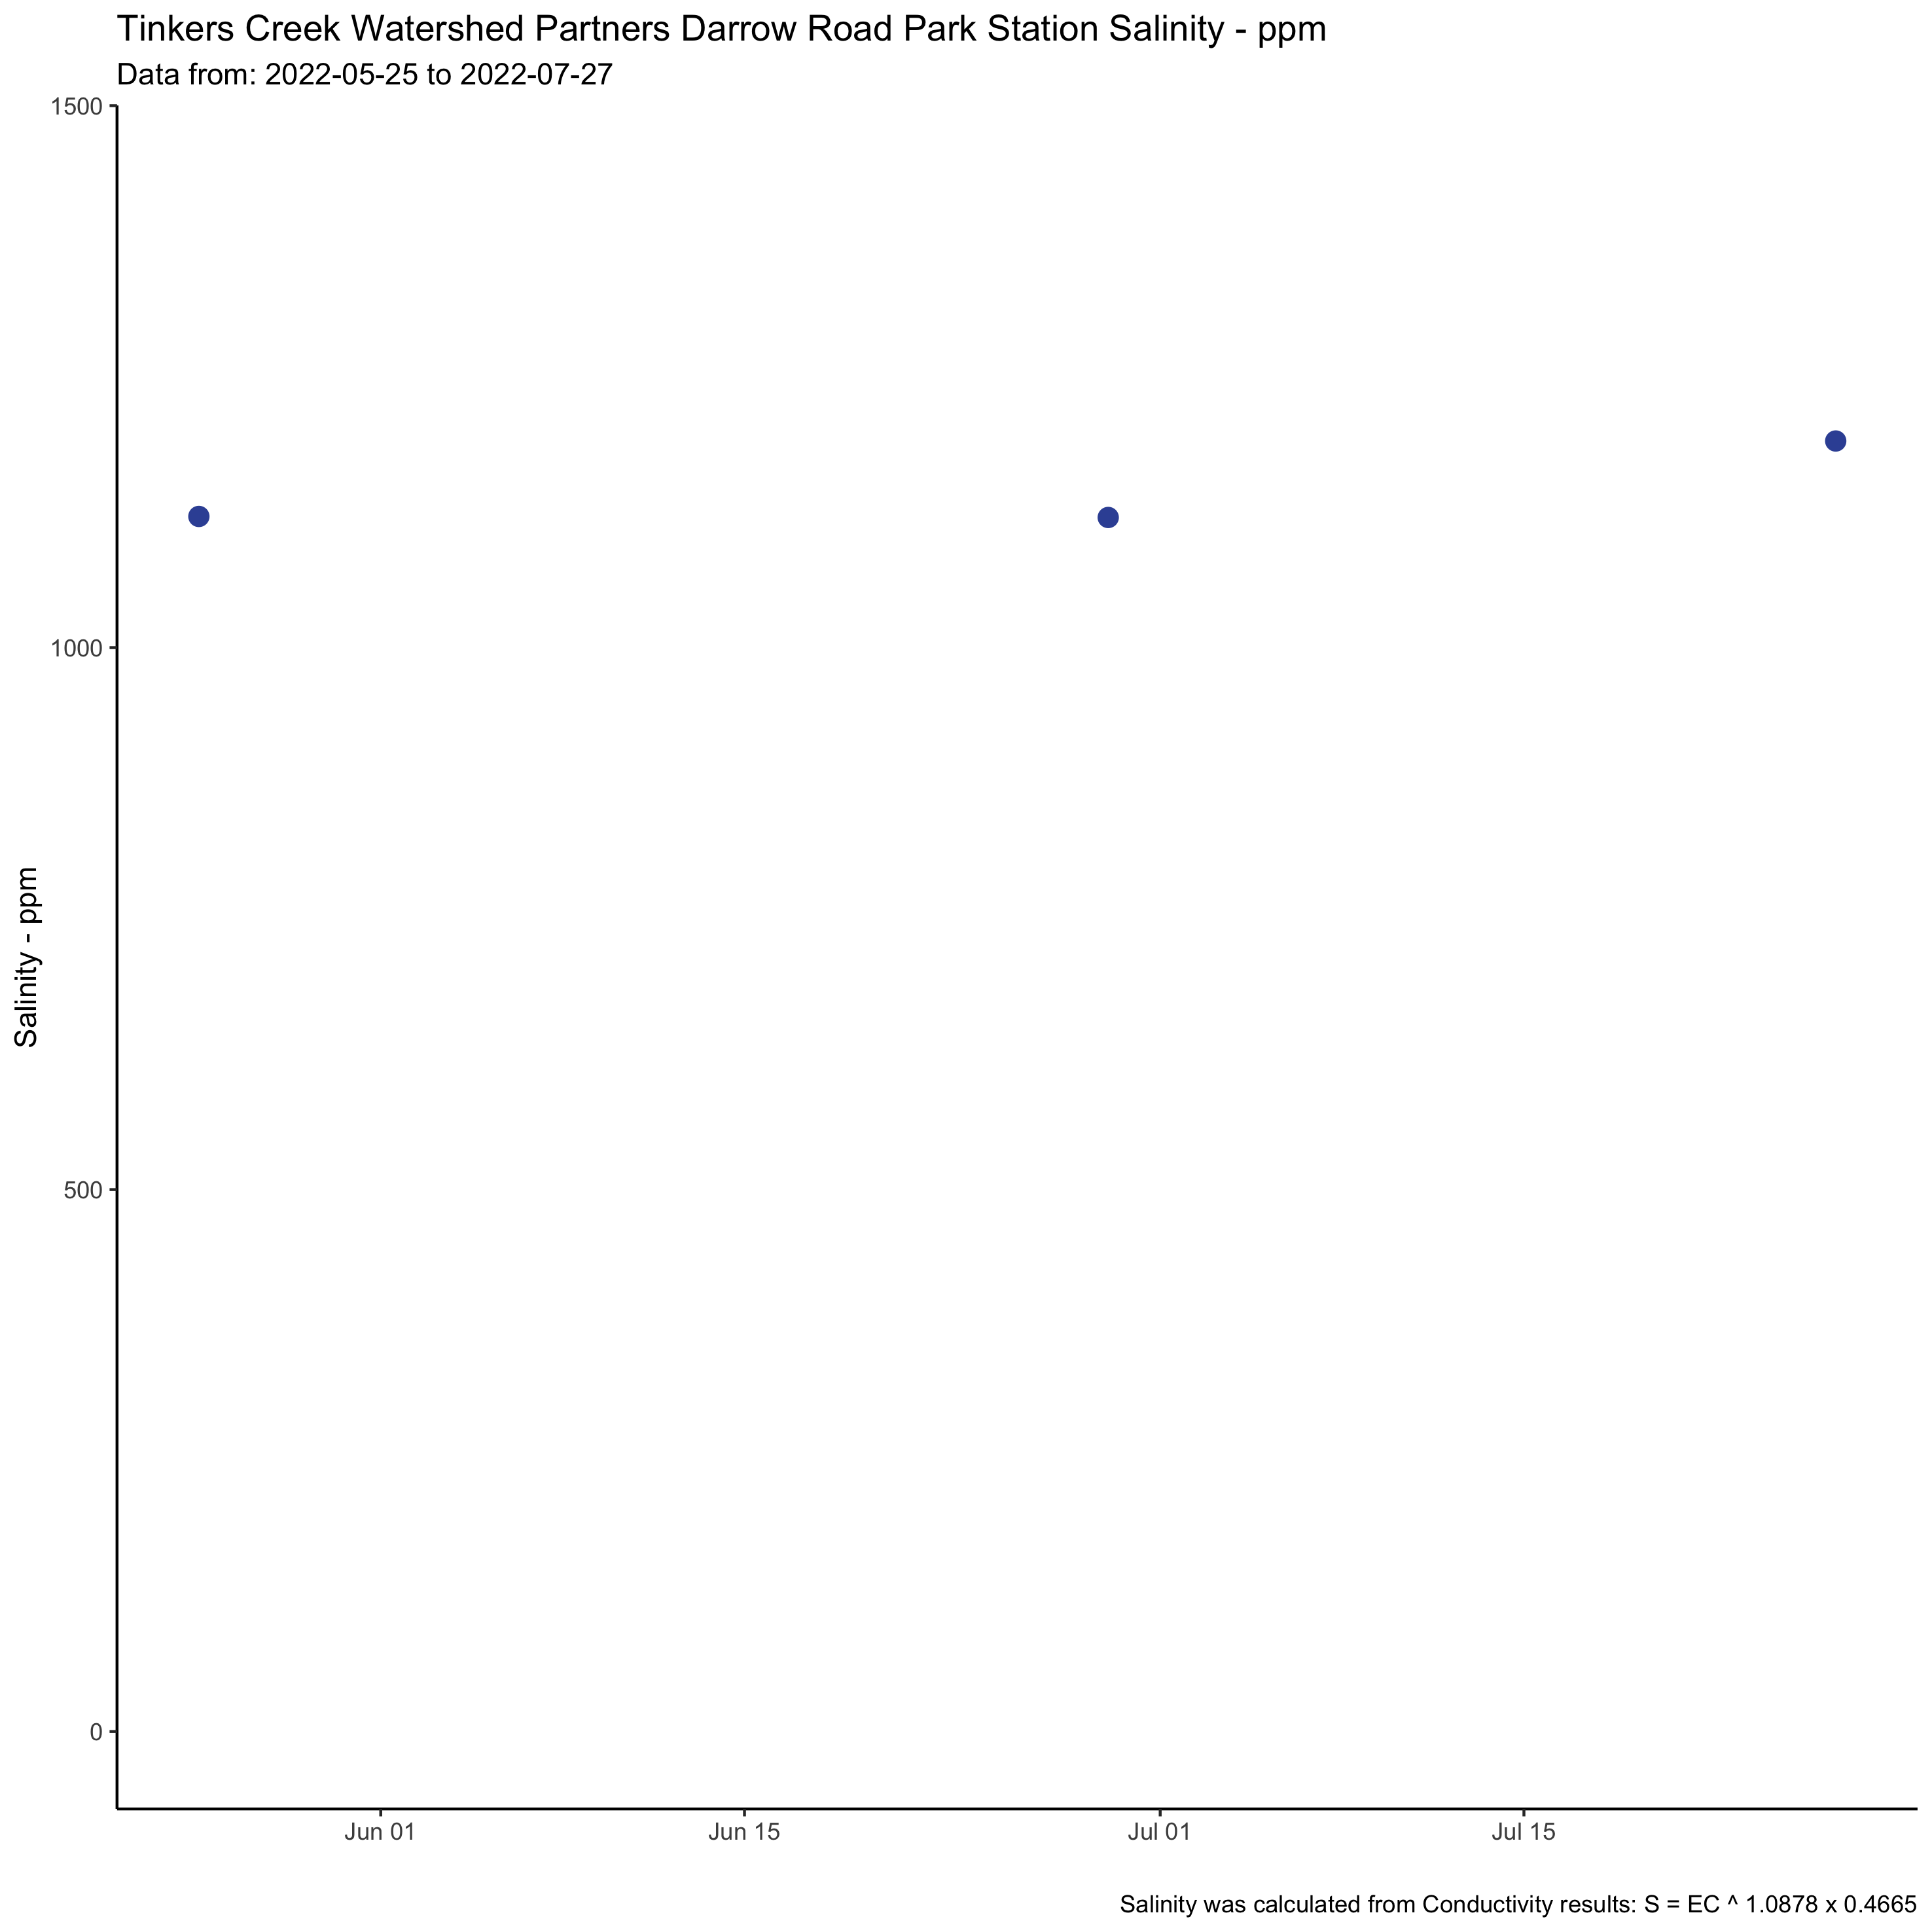 Tinkers Creek Watershed Partners Darrow Road Park Station Salinity - ppm
Data from: 2022-05-25 to 2022-07-27
1500
1000
500
0
Salinity - ppm
Jun 01
Jun 15
Jul 01
Jul 15
Salinity was calculated from Conductivity results: S = EC ^ 1.0878 x 0.4665